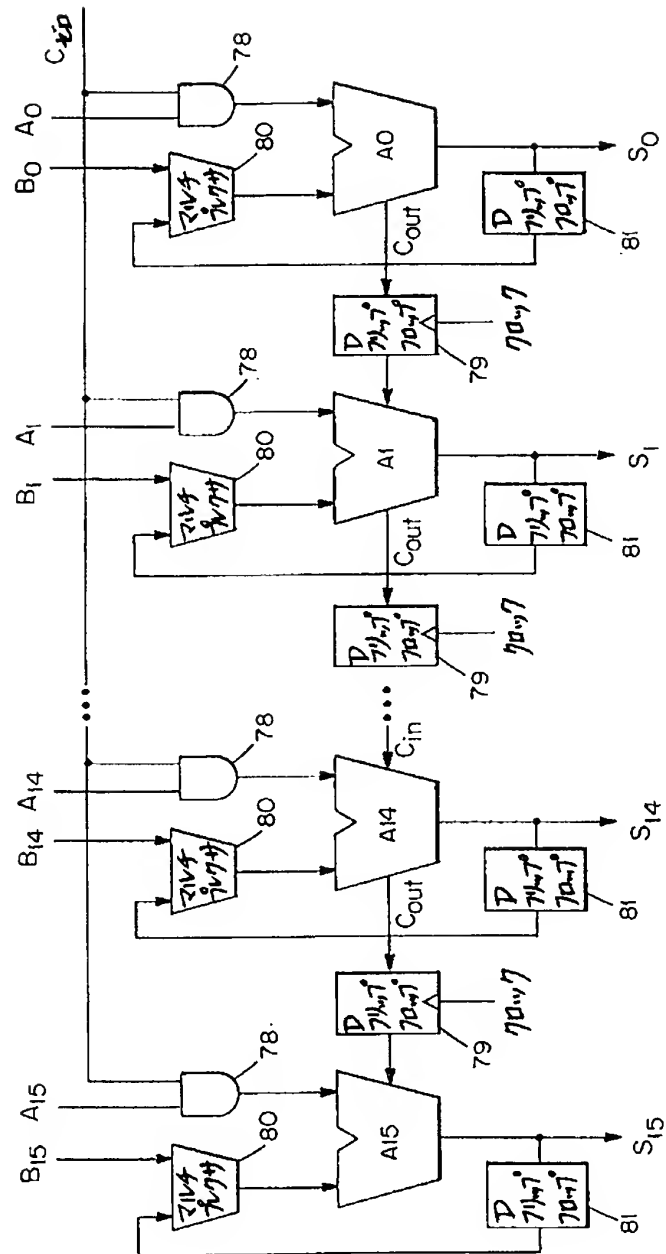 Cゼロ
A0
B0
78
マルチ
プレクサ
80
A0
Cout
D
フリップ
フロップ
81
S0
D
フリップ
フロップ
79
クロック
A1
B1
78
マルチ
プレクサ
80
A1
Cout
D
フリップ
フロップ
81
S1
D
フリップ
フロップ
79
クロック
•••
•••
Cin
A14
B14
78
マルチ
プレクサ
80
A14
Cout
D
フリップ
フロップ
81
S14
D
フリップ
フロップ
79
クロック
A15
B15
78
マルチ
プレクサ
80
A15
D
フリップ
フロップ
81
S15